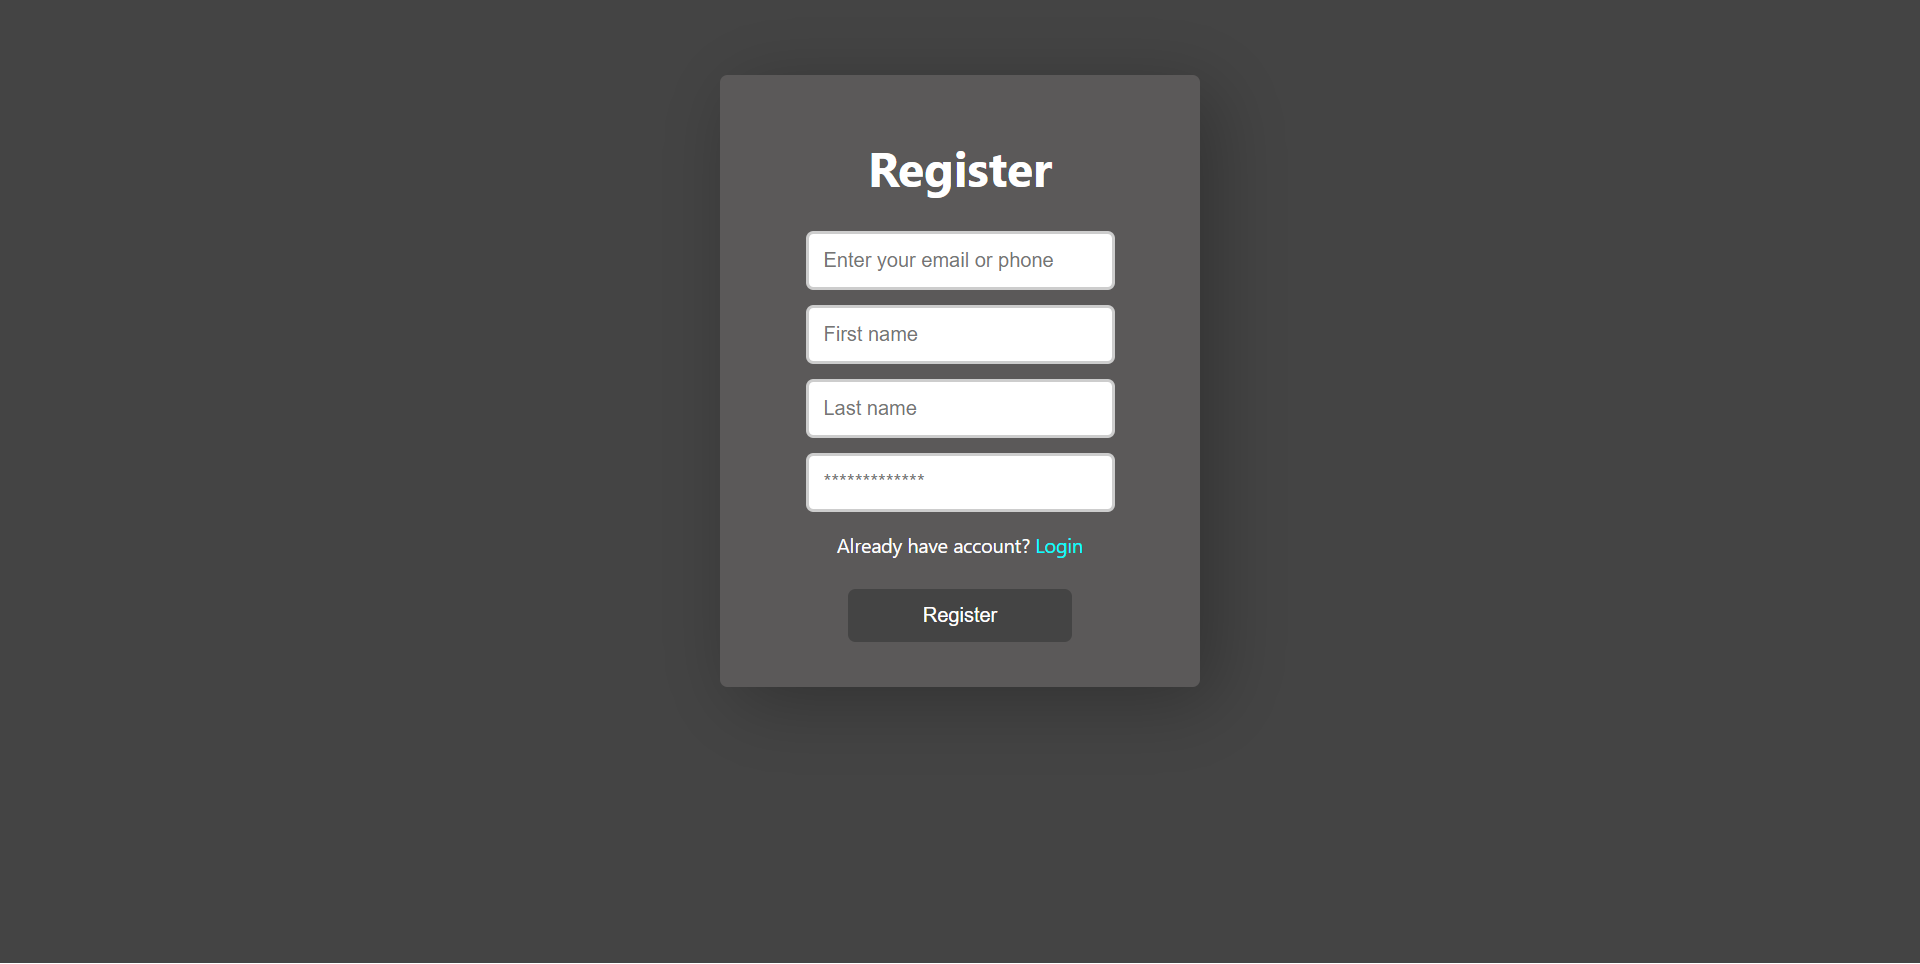 Register
Enter your email or phone
First name
Last name
*************
Already have account? Login
Register